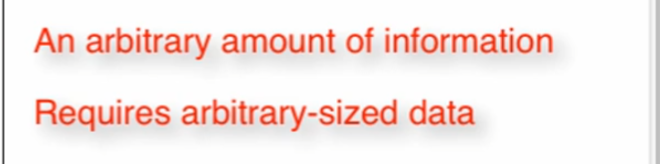 An arbitrary amount of information
Requires arbitrary-sized data